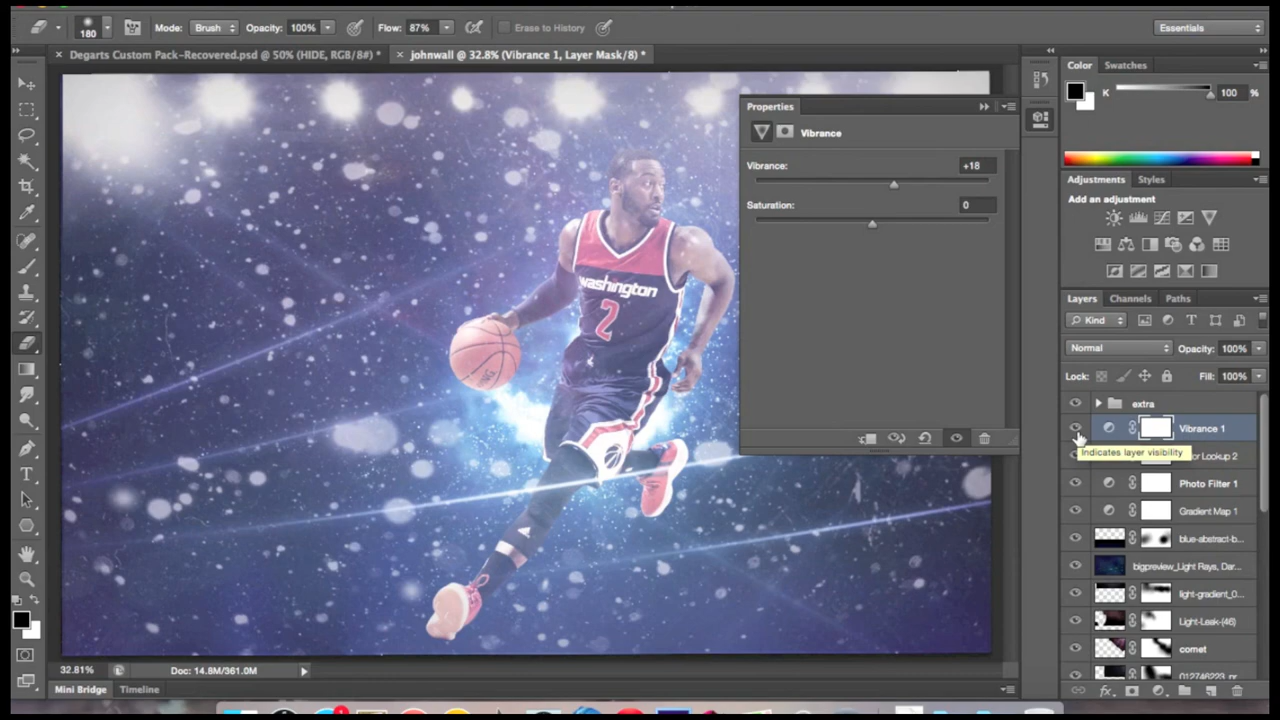 180 Mode: Brush Opacity: 100% Flow: 87% Erase to History Essentials
× Degarts Custom Pack-Recovered.psd @ 50% (HIDE, RGB/8#) * × johnwall @ 32.8% (Vibrance 1, Layer Mask/8) *
Color Swatches
K 100 %
Properties
Vibrance
Vibrance: +18
Saturation: 0
Adjustments Styles
Add an adjustment
Layers Channels Paths
Kind
Normal Opacity: 100%
Lock: Fill: 100%
extra
Vibrance 1
Indicates layer visibility
Lookup 2
Photo Filter 1
Gradient Map 1
blue-abstract-b...
bigpreview_Light Rays, Dar...
light-gradient_0...
Light-Leak-(46)
comet
012746223_pr...
washington
2
32.81% Doc: 14.8M/361.0M
Mini Bridge Timeline